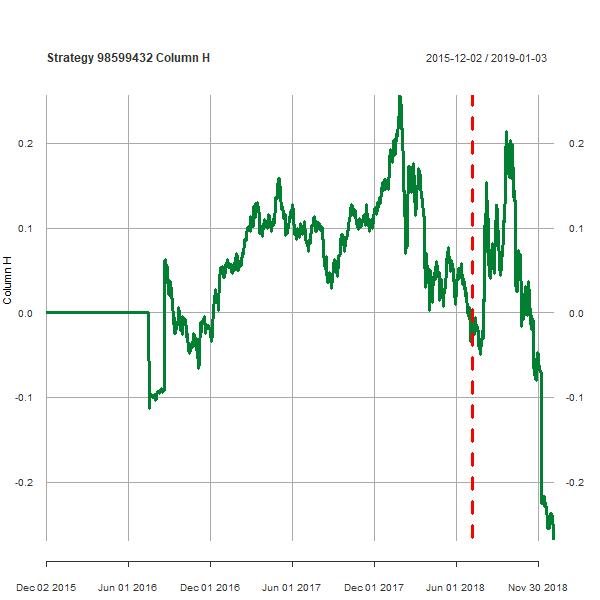 Strategy 98599432 Column H
2015-12-02 / 2019-01-03
Column H
0.2
0.1
0.0
-0.1
-0.2
0.2
0.1
0.0
-0.1
-0.2
Dec 02 2015
Jun 01 2016
Dec 01 2016
Jun 01 2017
Dec 01 2017
Jun 01 2018
Nov 30 2018